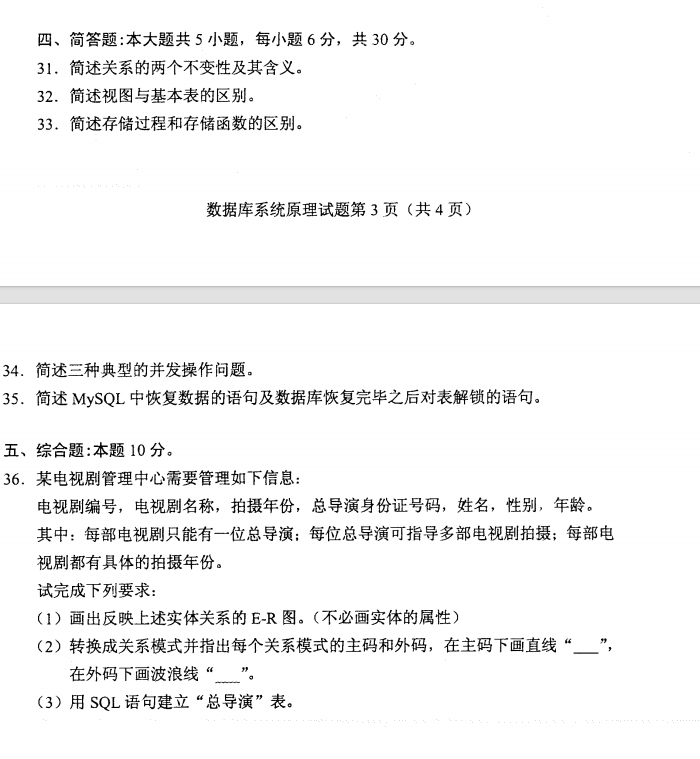 四、简答题:本大题共 5 小题，每小题 6 分，共 30 分。
31．简述关系的两个不变性及其含义。
32．简述视图与基本表的区别。
33．简述存储过程和存储函数的区别。
数据库系统原理试题第 3 页（共 4 页）
34．简述三种典型的并发操作问题。
35．简述 MySQL 中恢复数据的语句及数据库恢复完毕之后对表解锁的语句。
五、综合题:本题 10 分。
36．某电视剧管理中心需要管理如下信息：
电视剧编号，电视剧名称，拍摄年份，总导演身份证号码，姓名，性别，年龄。
其中：每部电视剧只能有一位总导演；每位总导演可指导多部电视剧拍摄；每部电
视剧都有具体的拍摄年份。
试完成下列要求：
（1）画出反映上述实体关系的 E-R 图。（不必画实体的属性）
（2）转换成关系模式并指出每个关系模式的主码和外码，在主码下画直线“___”，
在外码下画波浪线“﹏﹏”。
（3）用 SQL 语句建立“总导演”表。